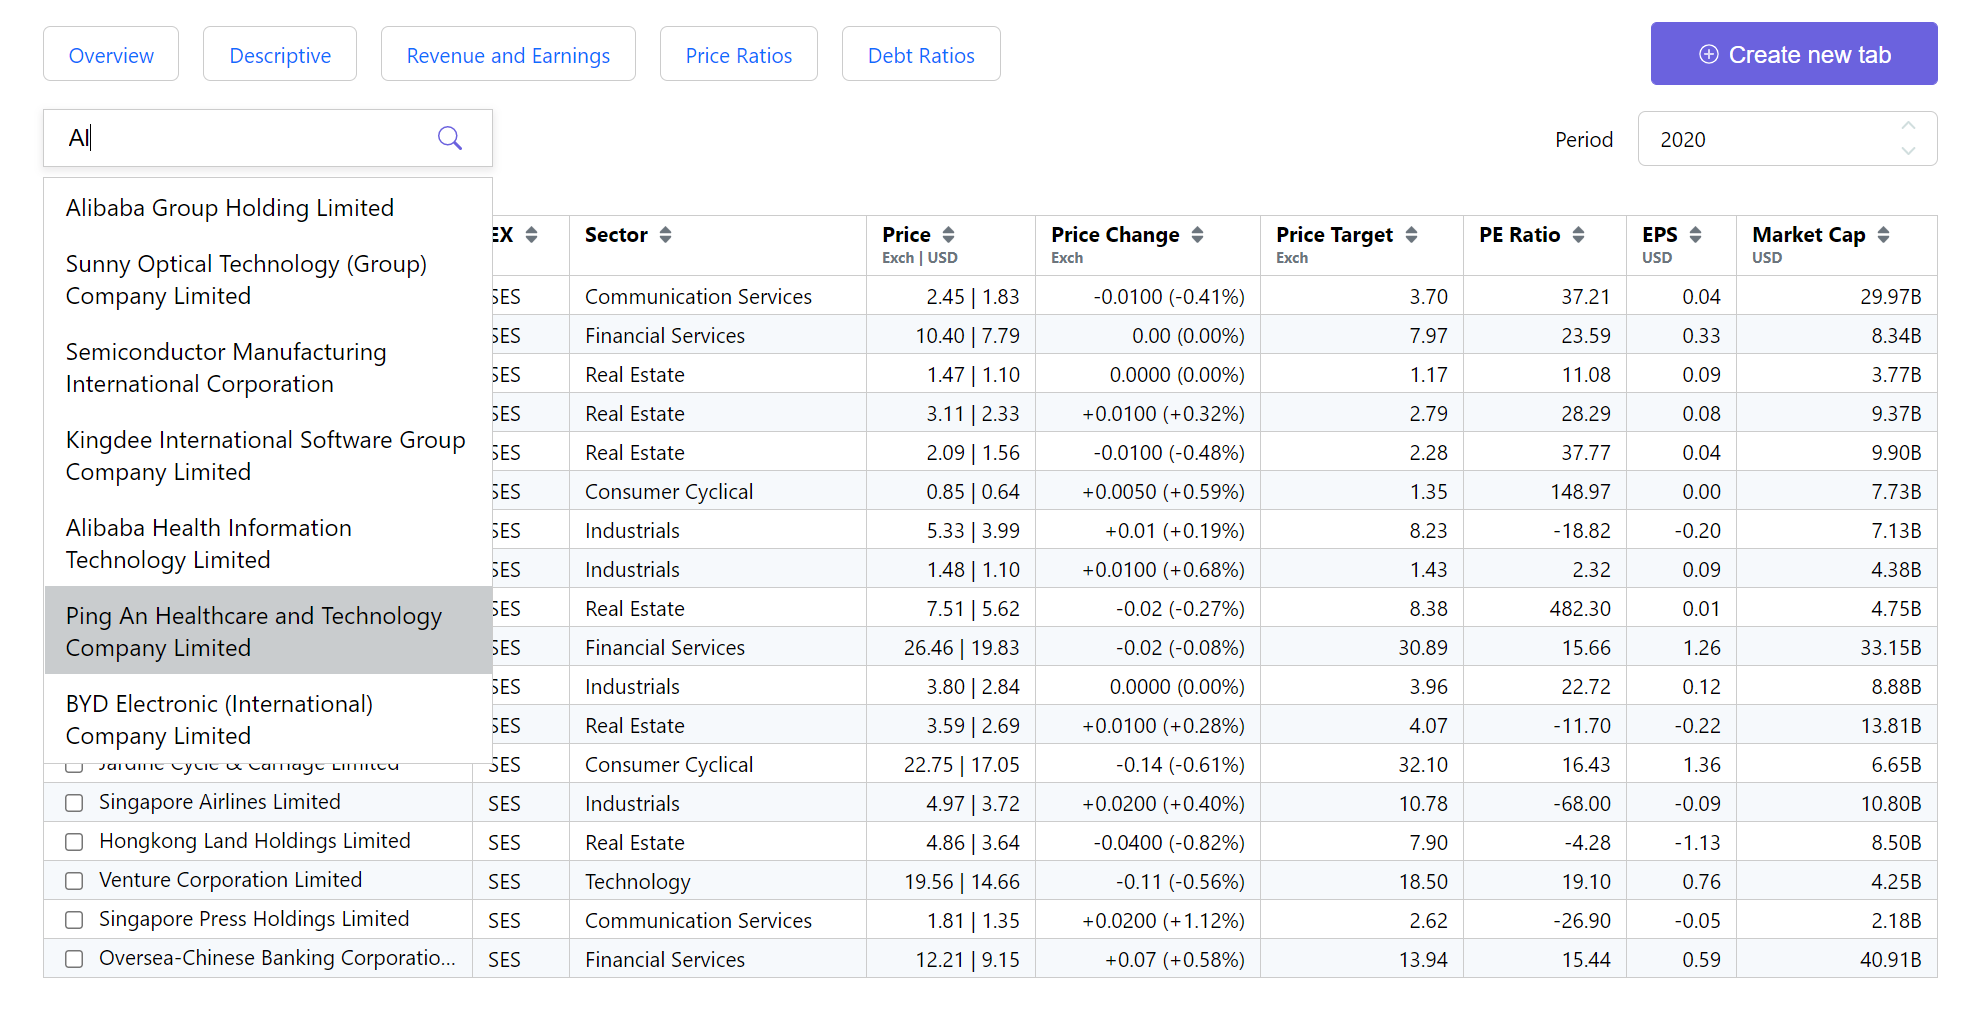 Overview Descriptive Revenue and Earnings Price Ratios Debt Ratios Create new tab
Al
Period 2020
Alibaba Group Holding Limited
Sunny Optical Technology (Group)
Company Limited
Semiconductor Manufacturing
International Corporation
Kingdee International Software Group
Company Limited
Alibaba Health Information
Technology Limited
Ping An Healthcare and Technology
Company Limited
BYD Electronic (International)
Company Limited
EX Sector Price Price Change Price Target PE Ratio EPS Market Cap
Exch | USD Exch Exch USD USD
SES Communication Services 2.45 | 1.83 -0.0100 (-0.41%) 3.70 37.21 0.04 29.97B
SES Financial Services 10.40 | 7.79 0.00 (0.00%) 7.97 23.59 0.33 8.34B
SES Real Estate 1.47 | 1.10 0.0000 (0.00%) 1.17 11.08 0.09 3.77B
SES Real Estate 3.11 | 2.33 +0.0100 (+0.32%) 2.79 28.29 0.08 9.37B
SES Real Estate 2.09 | 1.56 -0.0100 (-0.48%) 2.28 37.77 0.04 9.90B
SES Consumer Cyclical 0.85 | 0.64 +0.0050 (+0.59%) 1.35 148.97 0.00 7.73B
SES Industrials 5.33 | 3.99 +0.01 (+0.19%) 8.23 -18.82 -0.20 7.13B
SES Industrials 1.48 | 1.10 +0.0100 (+0.68%) 1.43 2.32 0.09 4.38B
SES Real Estate 7.51 | 5.62 -0.02 (-0.27%) 8.38 482.30 0.01 4.75B
SES Financial Services 26.46 | 19.83 -0.02 (-0.08%) 30.89 15.66 1.26 33.15B
SES Industrials 3.80 | 2.84 0.0000 (0.00%) 3.96 22.72 0.12 8.88B
SES Real Estate 3.59 | 2.69 +0.0100 (+0.28%) 4.07 -11.70 -0.22 13.81B
Jardine Cycle & Carriage Limited SES Consumer Cyclical 22.75 | 17.05 -0.14 (-0.61%) 32.10 16.43 1.36 6.65B
Singapore Airlines Limited SES Industrials 4.97 | 3.72 +0.0200 (+0.40%) 10.78 -68.00 -0.09 10.80B
Hongkong Land Holdings Limited SES Real Estate 4.86 | 3.64 -0.0400 (-0.82%) 7.90 -4.28 -1.13 8.50B
Venture Corporation Limited SES Technology 19.56 | 14.66 -0.11 (-0.56%) 18.50 19.10 0.76 4.25B
Singapore Press Holdings Limited SES Communication Services 1.81 | 1.35 +0.0200 (+1.12%) 2.62 -26.90 -0.05 2.18B
Oversea-Chinese Banking Corporatio... SES Financial Services 12.21 | 9.15 +0.07 (+0.58%) 13.94 15.44 0.59 40.91B